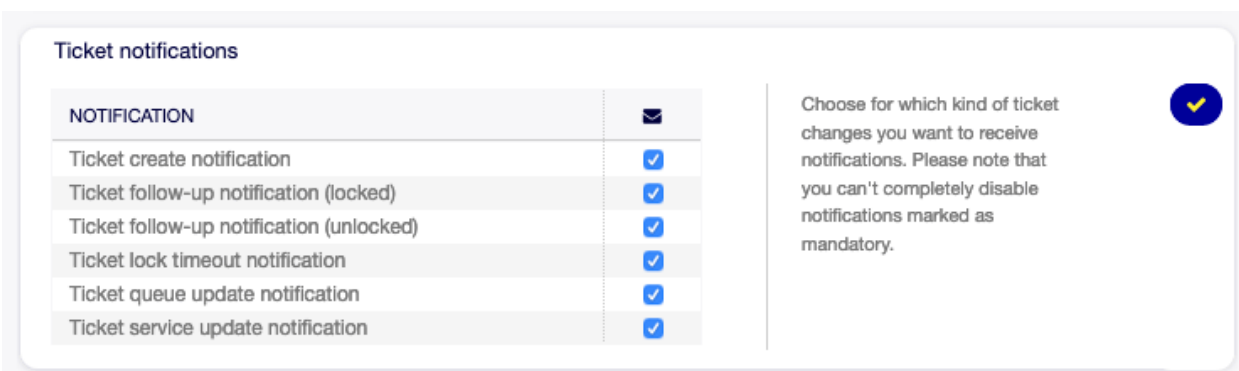 Ticket notifications
NOTIFICATION
Ticket create notification
Ticket follow-up notification (locked)
Ticket follow-up notification (unlocked)
Ticket lock timeout notification
Ticket queue update notification
Ticket service update notification
Choose for which kind of ticket
changes you want to receive
notifications. Please note that
you can't completely disable
notifications marked as
mandatory.